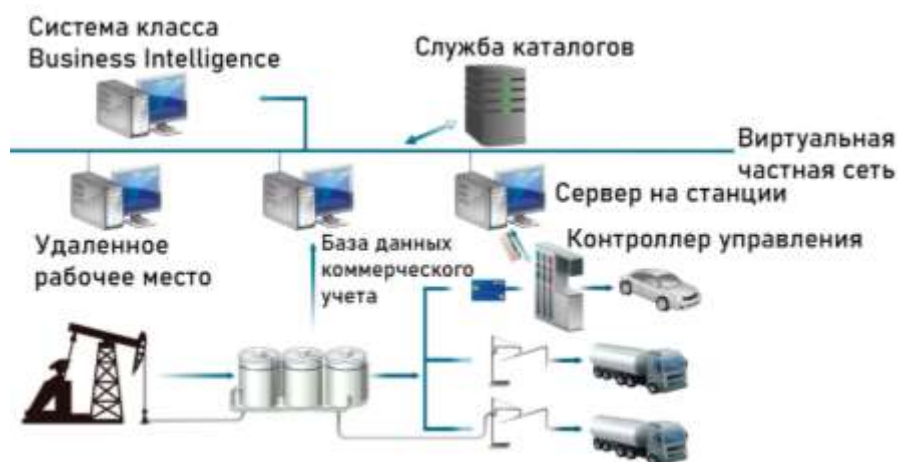 Система класса
Business Intelligence
Служба каталогов
Виртуальная
частная сеть
Сервер на станции
Удаленное
рабочее место
База данных
коммерческого
учета
Контроллер управления